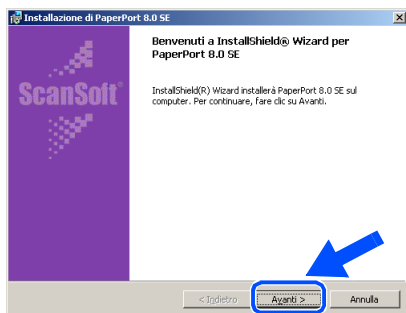 Installazione di PaperPort 8.0 SE
Benvenuti a InstallShield® Wizard per
PaperPort 8.0 SE
ScanSoft®
InstallShield(R) Wizard installerà PaperPort 8.0 SE sul
computer. Per continuare, fare clic su Avanti.
< Indietro
Avanti >
Annulla